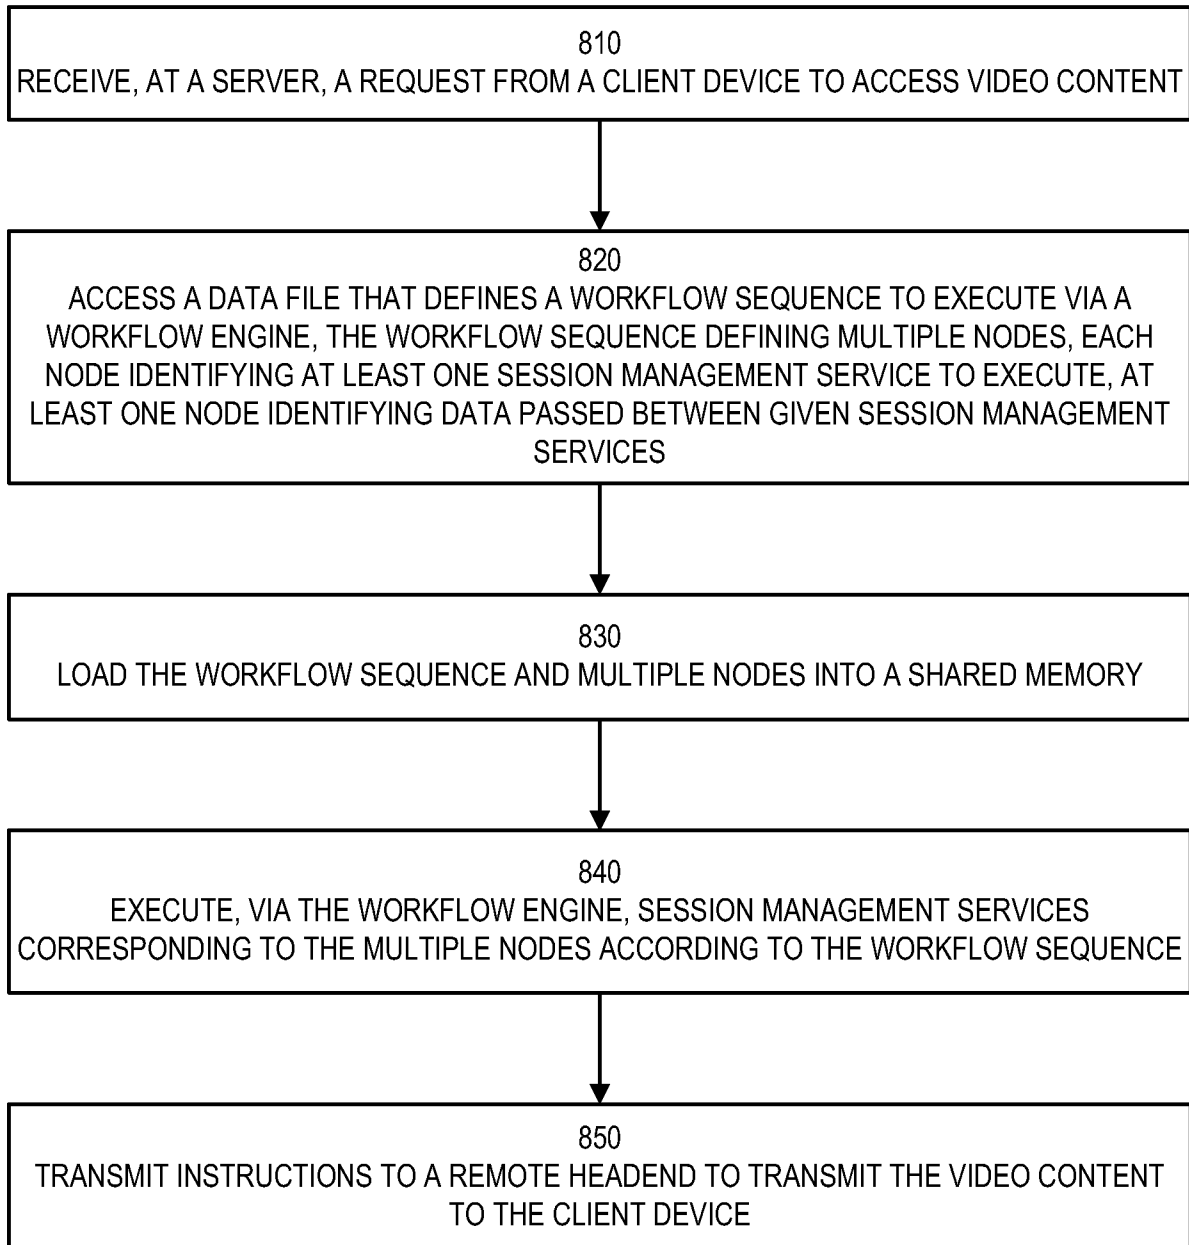 810
RECEIVE, AT A SERVER, A REQUEST FROM A CLIENT DEVICE TO ACCESS VIDEO CONTENT
820
ACCESS A DATA FILE THAT DEFINES A WORKFLOW SEQUENCE TO EXECUTE VIA A
WORKFLOW ENGINE, THE WORKFLOW SEQUENCE DEFINING MULTIPLE NODES, EACH
NODE IDENTIFYING AT LEAST ONE SESSION MANAGEMENT SERVICE TO EXECUTE, AT
LEAST ONE NODE IDENTIFYING DATA PASSED BETWEEN GIVEN SESSION MANAGEMENT
SERVICES
830
LOAD THE WORKFLOW SEQUENCE AND MULTIPLE NODES INTO A SHARED MEMORY
840
EXECUTE, VIA THE WORKFLOW ENGINE, SESSION MANAGEMENT SERVICES
CORRESPONDING TO THE MULTIPLE NODES ACCORDING TO THE WORKFLOW SEQUENCE
850
TRANSMIT INSTRUCTIONS TO A REMOTE HEADEND TO TRANSMIT THE VIDEO CONTENT
TO THE CLIENT DEVICE